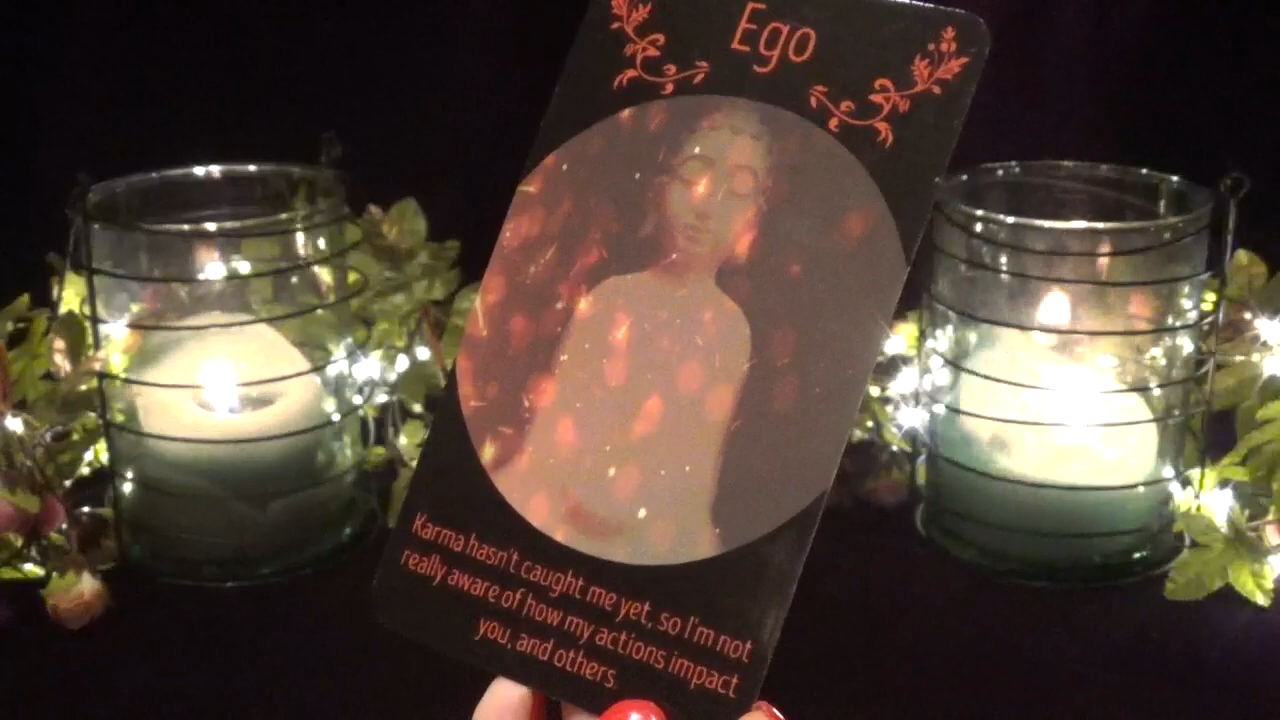 Ego
Karma hasn't caught me yet, so I'm not
really aware of how my actions impact
you, and others.